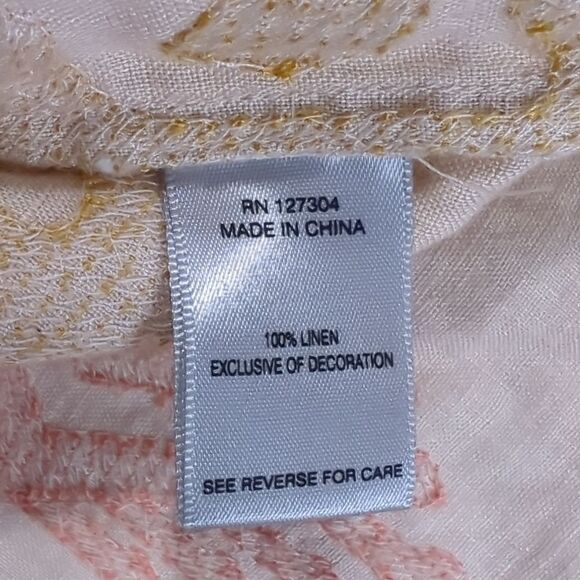 RN 127304
MADE IN CHINA
100% LINEN
EXCLUSIVE OF DECORATION
SEE REVERSE FOR CARE